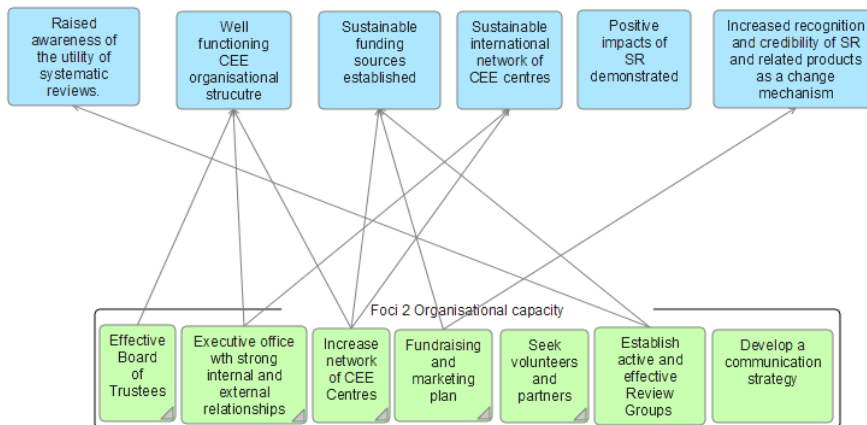 Raised
awareness of
the utility of
systematic
reviews.
Well
functioning
CEE
organisational
strucutre
Sustainable
funding
sources
established
Sustainable
international
network of
CEE centres
Positive
impacts of
SR
demonstrated
Increased recognition
and credibility of SR
and related products
as a change
mechanism
Foci 2 Organisational capacity
Effective
Board
of
Trustees
Executive office
wth strong
internal and
external
relationships
Increase
network
of CEE
Centres
Fundraising
and
marketing
plan
Seek
volunteers
and
partners
Establish
active and
effective
Review
Groups
Develop a
communication
strategy